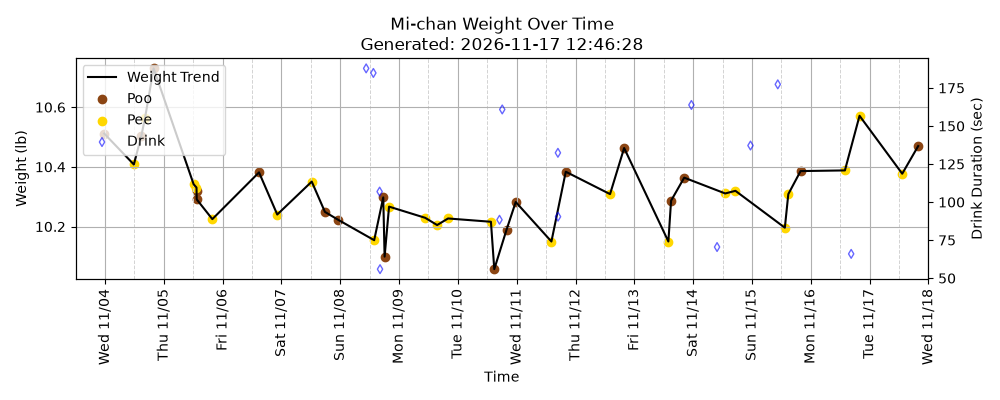 Mi-chan Weight Over Time
Generated: 2026-11-17 12:46:28
Weight Trend
Poo
Pee
Drink
Weight (lb)
10.6
10.4
10.2
Drink Duration (sec)
175
150
125
100
75
50
Wed 11/04
Thu 11/05
Fri 11/06
Sat 11/07
Sun 11/08
Mon 11/09
Tue 11/10
Wed 11/11
Thu 11/12
Fri 11/13
Sat 11/14
Sun 11/15
Mon 11/16
Tue 11/17
Wed 11/18
Time